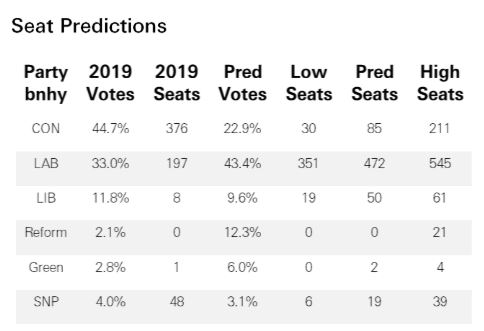 Seat Predictions
Party 2019 2019 Pred Low Pred High
bnhy Votes Seats Votes Seats Seats Seats
CON 44.7% 376 22.9% 30 85 211
LAB 33.0% 197 43.4% 351 472 545
LIB 11.8% 8 9.6% 19 50 61
Reform 2.1% 0 12.3% 0 0 21
Green 2.8% 1 6.0% 0 2 4
SNP 4.0% 48 3.1% 6 19 39